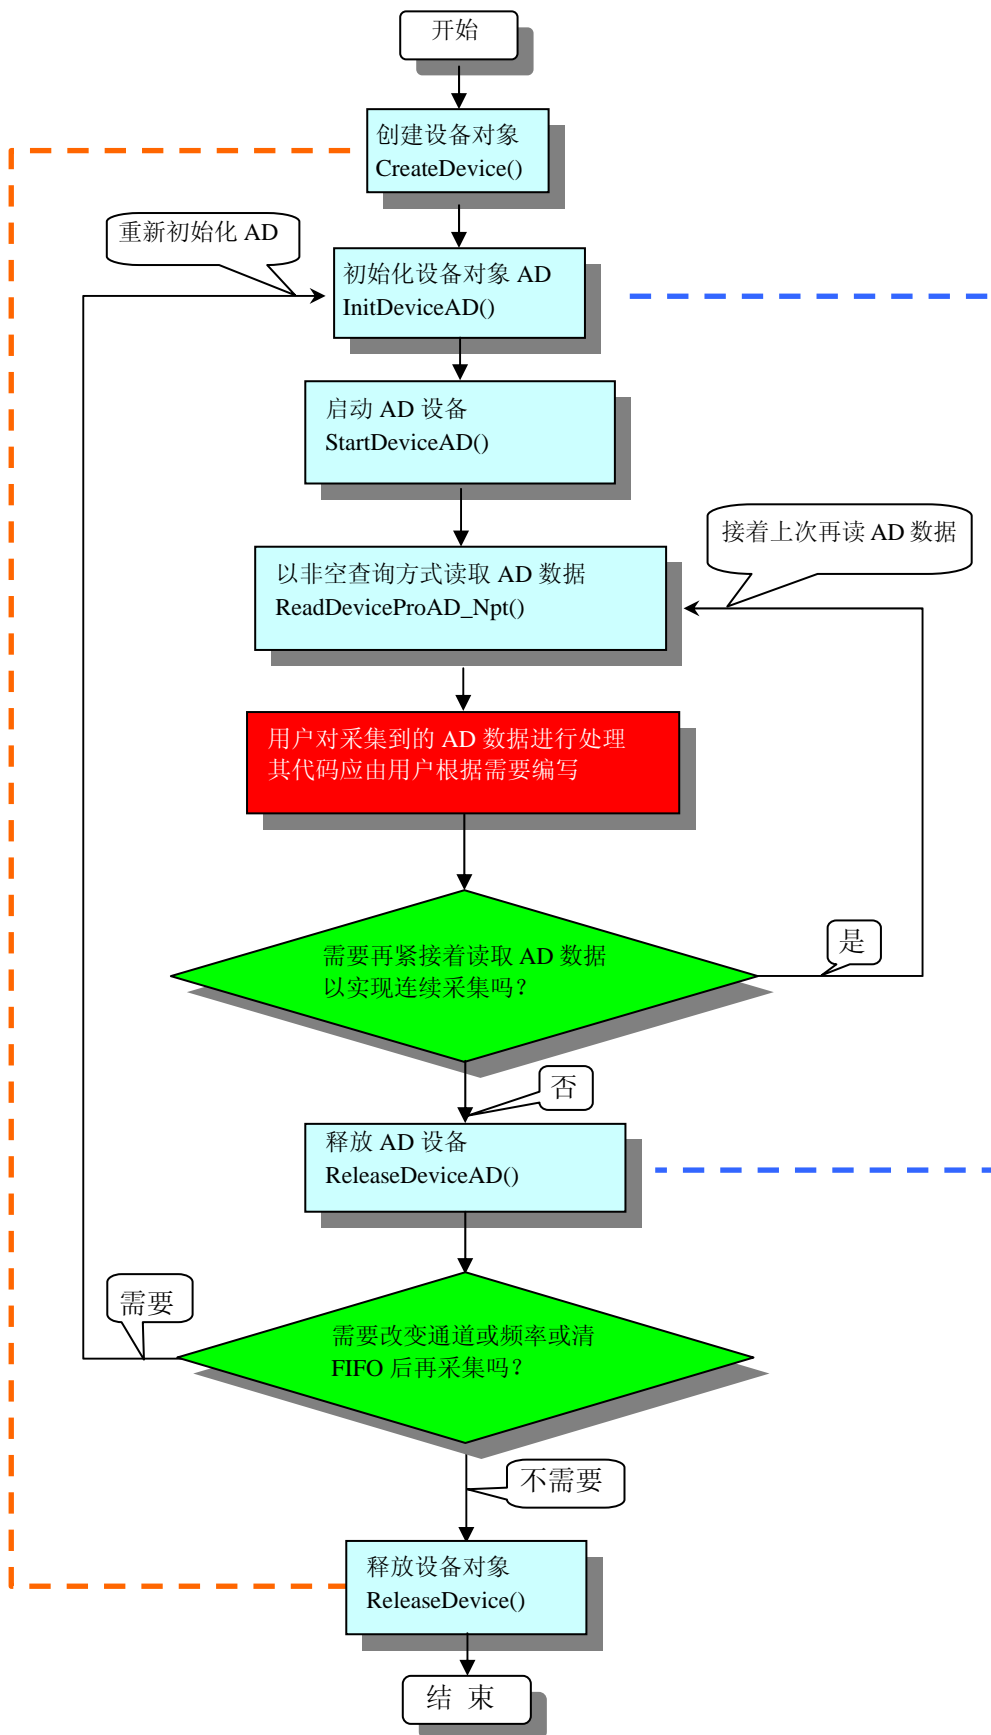 开始
创建设备对象
CreateDevice()
重新初始化 AD
初始化设备对象 AD
InitDeviceAD()
启动 AD 设备
StartDeviceAD()
接着上次再读 AD 数据
以非空查询方式读取 AD 数据
ReadDeviceProAD_Npt()
用户对采集到的 AD 数据进行处理
其代码应由用户根据需要编写
需要再紧接着读取 AD 数据
以实现连续采集吗？
是
否
释放 AD 设备
ReleaseDeviceAD()
需要
需要改变通道或频率或清
FIFO 后再采集吗？
不需要
释放设备对象
ReleaseDevice()
结 束